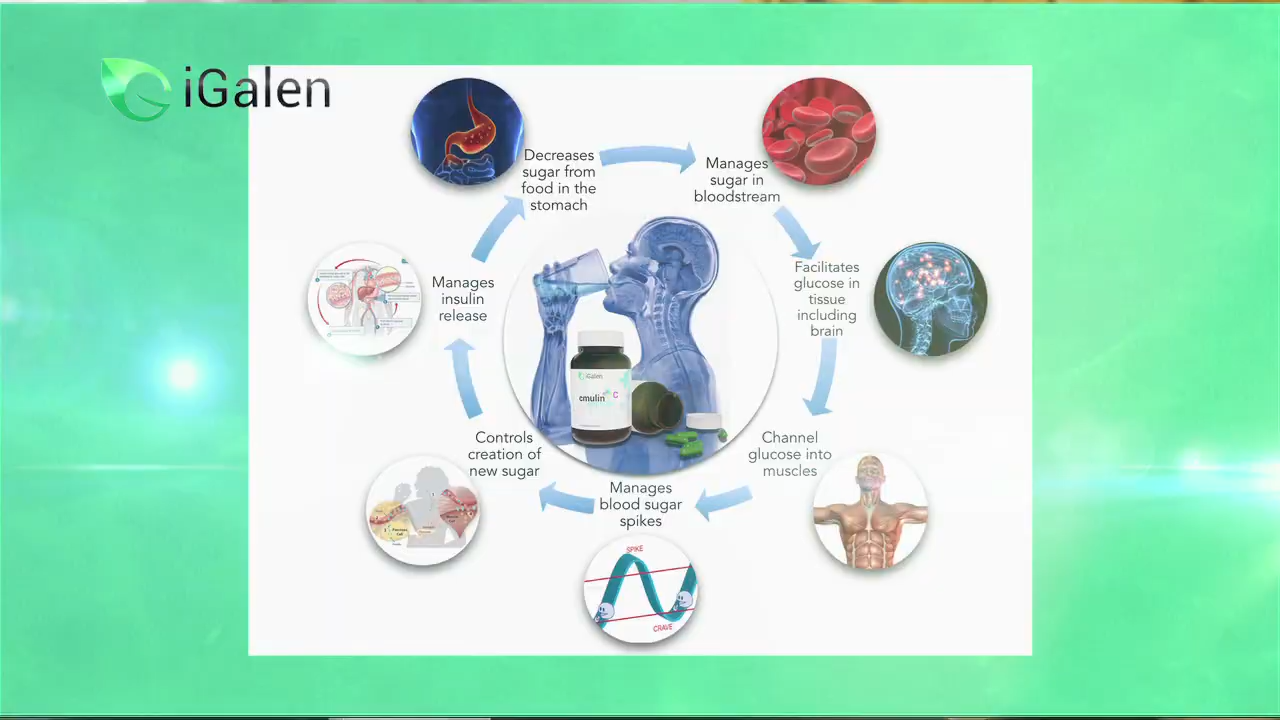 iGalen
Decreases
sugar from
food in the
stomach
Manages
sugar in
bloodstream
Facilitates
glucose in
tissue
including
brain
Channel
glucose into
muscles
Manages
blood sugar
spikes
Controls
creation of
new sugar
Manages
insulin
release
iGalen
cmulin C
SPIKE
CRAVE